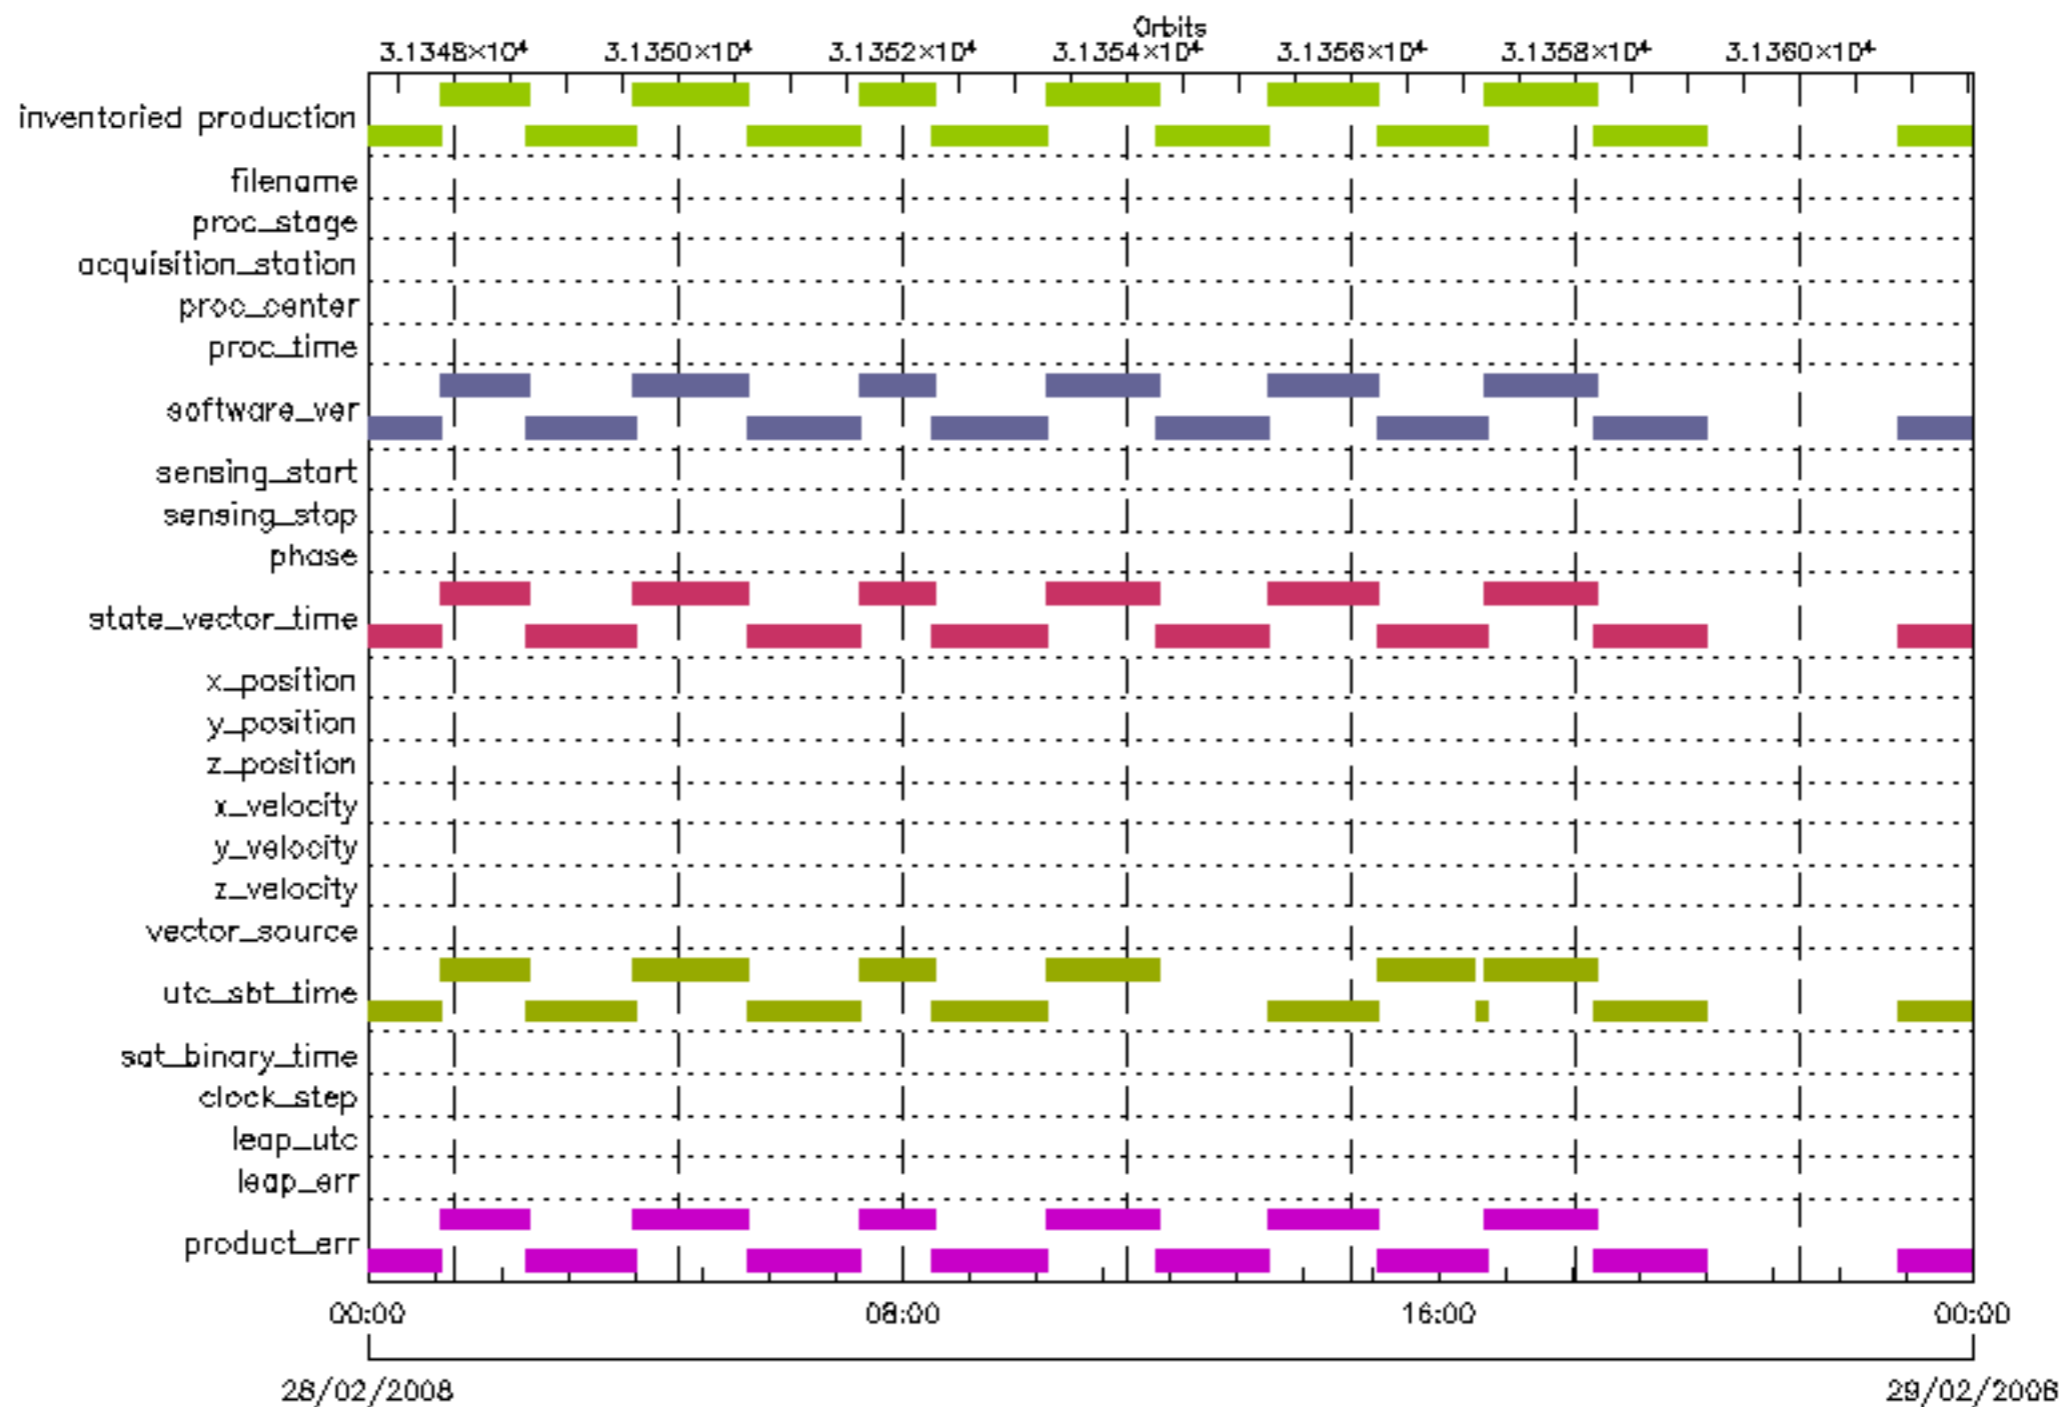 Orbits
3.1348×10⁴ 3.1350×10⁴ 3.1352×10⁴ 3.1354×10⁴ 3.1356×10⁴ 3.1358×10⁴ 3.1360×10⁴
inventoried production
filename
proc_stage
acquisition_station
proc_center
proc_time
software_ver
sensing_start
sensing_stop
phase
state_vector_time
x_position
y_position
z_position
x_velocity
y_velocity
z_velocity
vector_source
utc_sbt_time
sat_binary_time
clock_step
leap_utc
leap_err
product_err
00:00 08:00 16:00 00:00
28/02/2008 29/02/2008